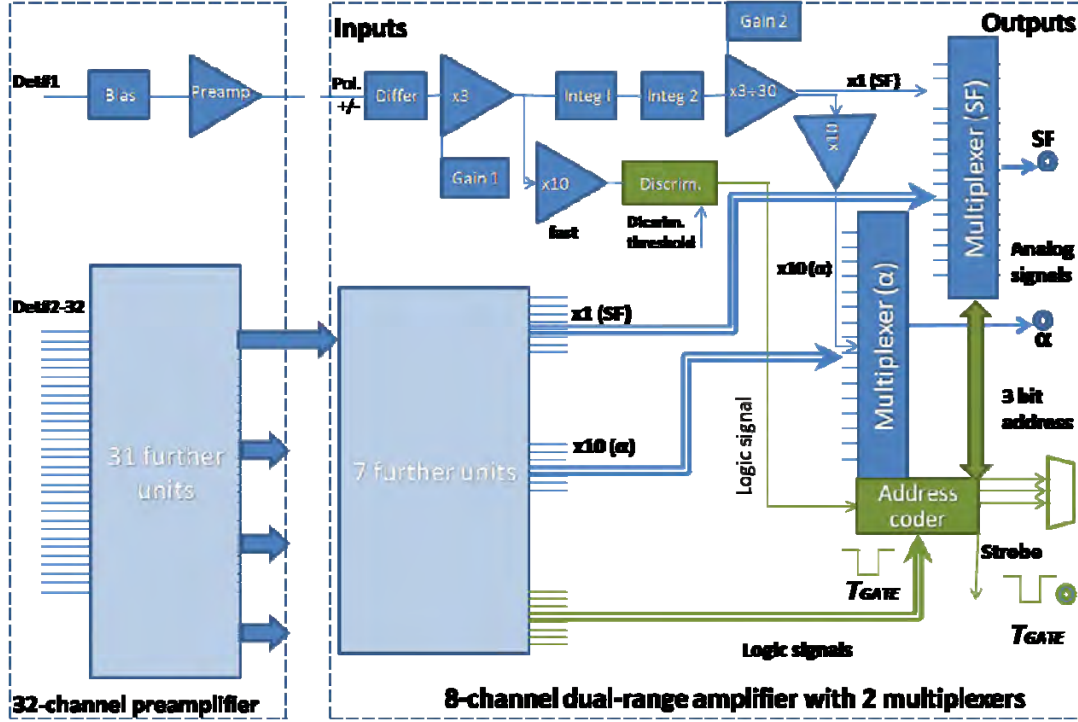 Inputs
Outputs
Gain 2
Det#1
Bias
Preamp
Pol.
+/-
Differ
x3
Integ 1
Integ 2
x3÷30
x1 (SF)
Multiplexer (SF)
SF
x10
Gain 1
x10
fast
Discrim.
Dicrim.
threshold
x10 (α)
Multiplexer (α)
Analog
signals
α
Det#2-32
31 further
units
7 further units
x1 (SF)
x10 (α)
Logic signal
3 bit
address
Address
coder
Strobo
TGATE
TGATE
Logic signals
32-channel preamplifier
8-channel dual-range amplifier with 2 multiplexers